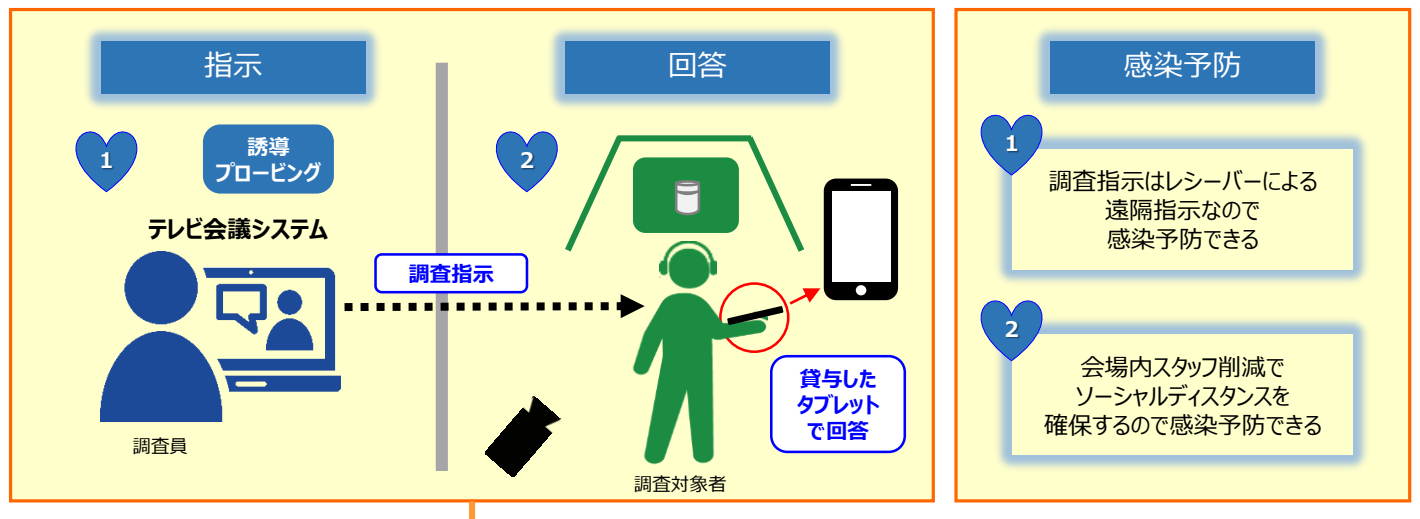 指示
1
誘導
プロービング
テレビ会議システム
調査員
調査指示
回答
2
貸与した
タブレット
で回答
調査対象者
感染予防
1
調査指示はレシーバーによる
遠隔指示なので
感染予防できる
2
会場内スタッフ削減で
ソーシャルディスタンスを
確保するので感染予防できる